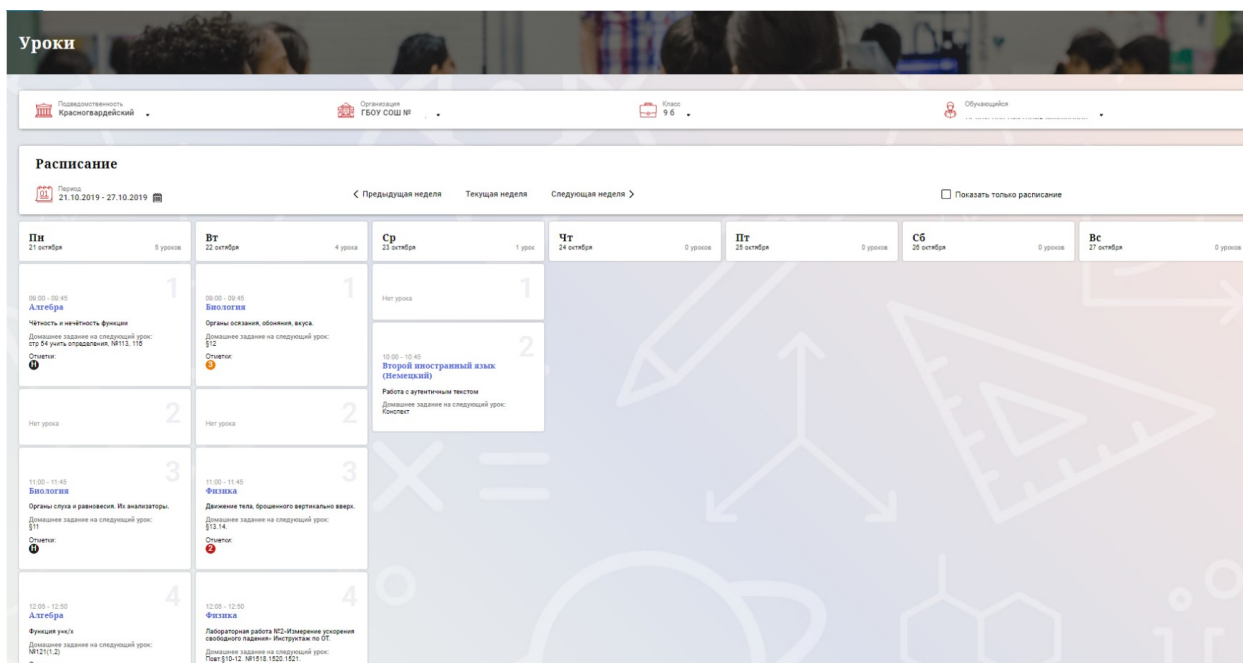 Уроки
Подведомственность
Красногвардейский
Организация
ГБОУ СОШ №
Класс
9 б
Обучающийся
Расписание
Период
21.10.2019 - 27.10.2019
Предыдущая неделя
Текущая неделя
Следующая неделя
Показать только расписание
Пн
21 октября
Вт
22 октября
4 урока
Ср
23 октября
1 урок
Чт
24 октября
0 уроков
Пт
25 октября
0 уроков
Сб
26 октября
0 уроков
Вс
27 октября
0 уроков
1
09:00 - 09:45
Алгебра
Чётность и нечётность функции
Домашнее задание на следующий урок:
стр 54 учить определения, №113, 116
Отметки:
Н
2
Нет урока
3
11:00 - 11:45
Биология
Органы слуха и равновесия. Их анализаторы.
Домашнее задание на следующий урок:
§11
Отметки:
Н
4
12:05 - 12:50
Алгебра
Функция y=к/x
Домашнее задание на следующий урок:
№121(1,2)
1
09:00 - 09:45
Биология
Органы осязания, обоняния, вкуса.
Домашнее задание на следующий урок:
§12
Отметки:
3
2
Нет урока
3
11:00 - 11:45
Физика
Движение тела, брошенного вертикально вверх.
Домашнее задание на следующий урок:
§13.14.
Отметки:
2
4
12:05 - 12:50
Физика
Лабораторная работа №2«Измерение ускорения
свободного падения» Инструктаж по ОТ.
Домашнее задание на следующий урок:
Повт.§10-12. №1518.1520.1521.
1
Нет урока
2
10:00 - 10:45
Второй иностранный язык
(Немецкий)
Работа с аутентичным текстом
Домашнее задание на следующий урок:
Конспект